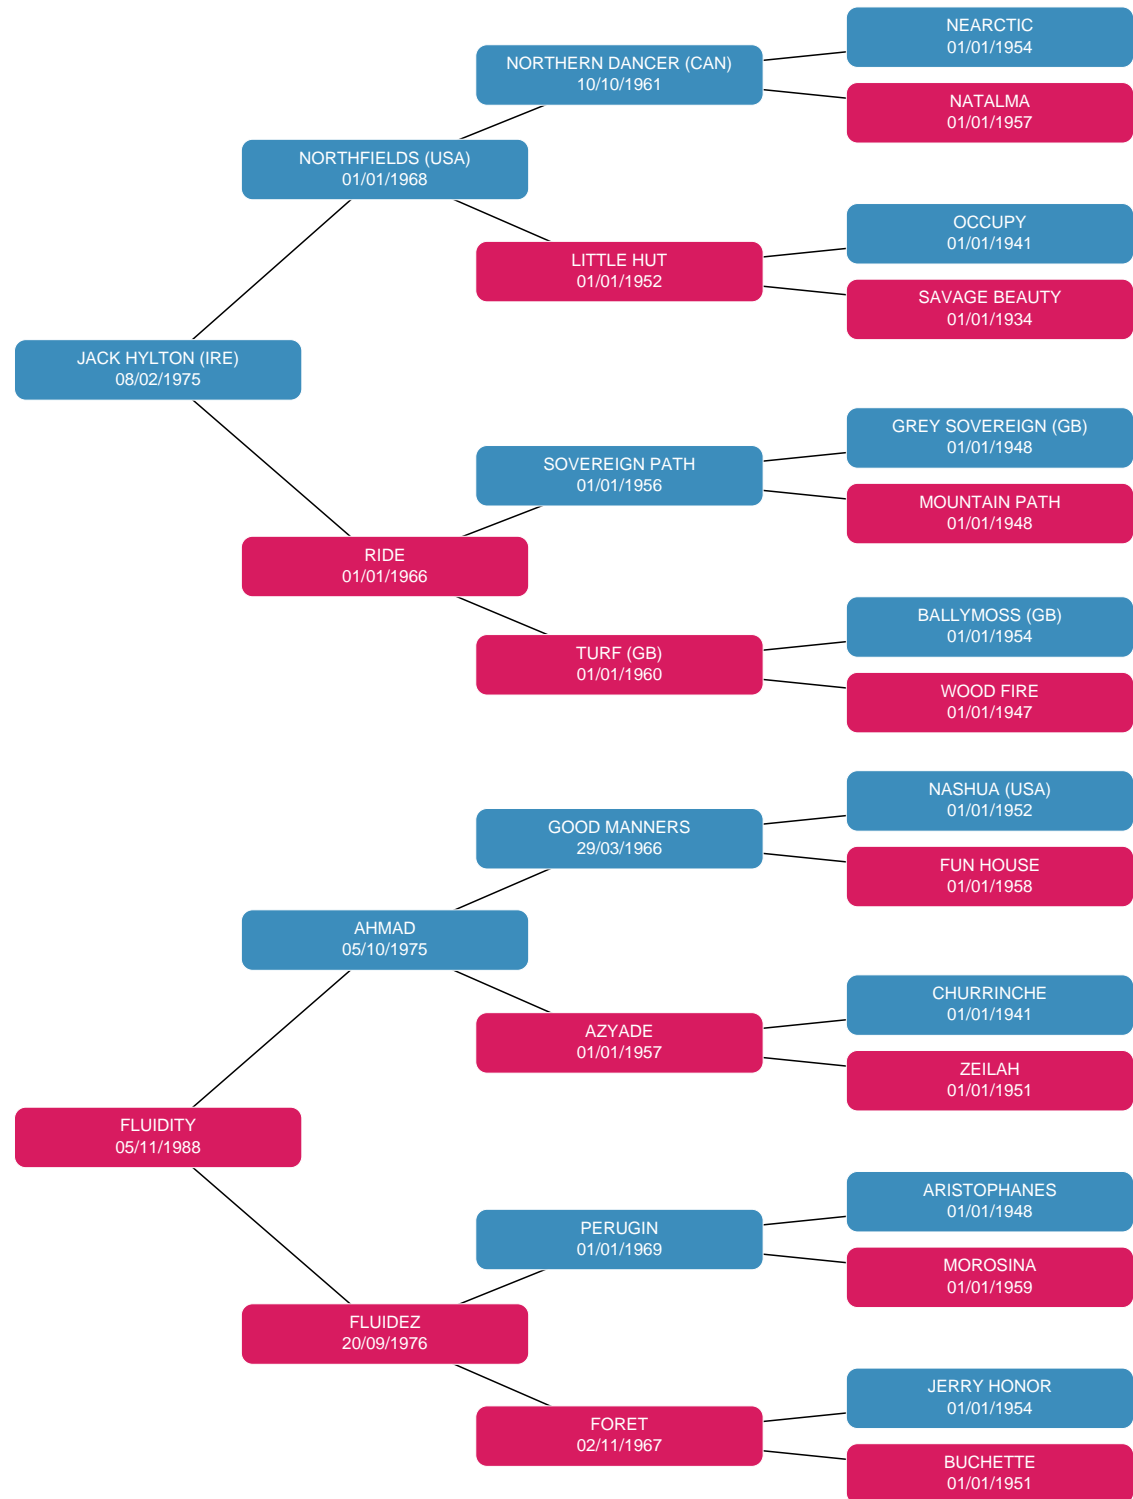 NEARCTIC
01/01/1954
NORTHERN DANCER (CAN)
10/10/1961
NATALMA
01/01/1957
NORTHFIELDS (USA)
01/01/1968
OCCUPY
01/01/1941
LITTLE HUT
01/01/1952
SAVAGE BEAUTY
01/01/1934
JACK HYLTON (IRE)
08/02/1975
GREY SOVEREIGN (GB)
01/01/1948
SOVEREIGN PATH
01/01/1956
MOUNTAIN PATH
01/01/1948
RIDE
01/01/1966
BALLYMOSS (GB)
01/01/1954
TURF (GB)
01/01/1960
WOOD FIRE
01/01/1947
NASHUA (USA)
01/01/1952
GOOD MANNERS
29/03/1966
FUN HOUSE
01/01/1958
AHMAD
05/10/1975
CHURRINCHE
01/01/1941
AZYADE
01/01/1957
ZEILAH
01/01/1951
FLUIDITY
05/11/1988
ARISTOPHANES
01/01/1948
PERUGIN
01/01/1969
MOROSINA
01/01/1959
FLUIDEZ
20/09/1976
JERRY HONOR
01/01/1954
FORET
02/11/1967
BUCHETTE
01/01/1951